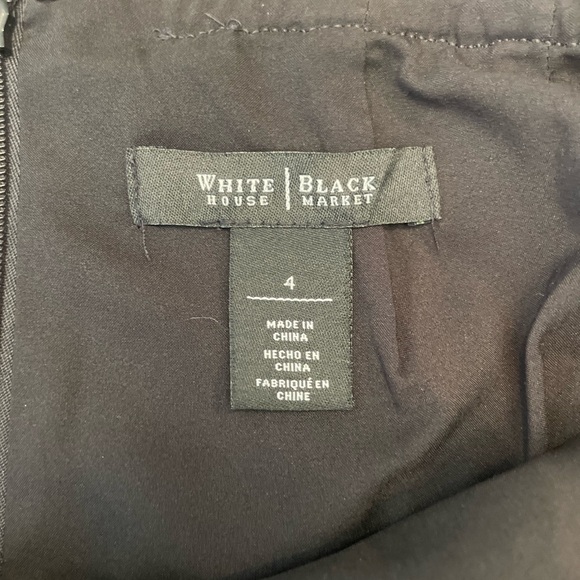 WHITE | BLACK
HOUSE | MARKET
4
MADE IN
CHINA
HECHO EN
CHINA
FABRIQUÉ EN
CHINE